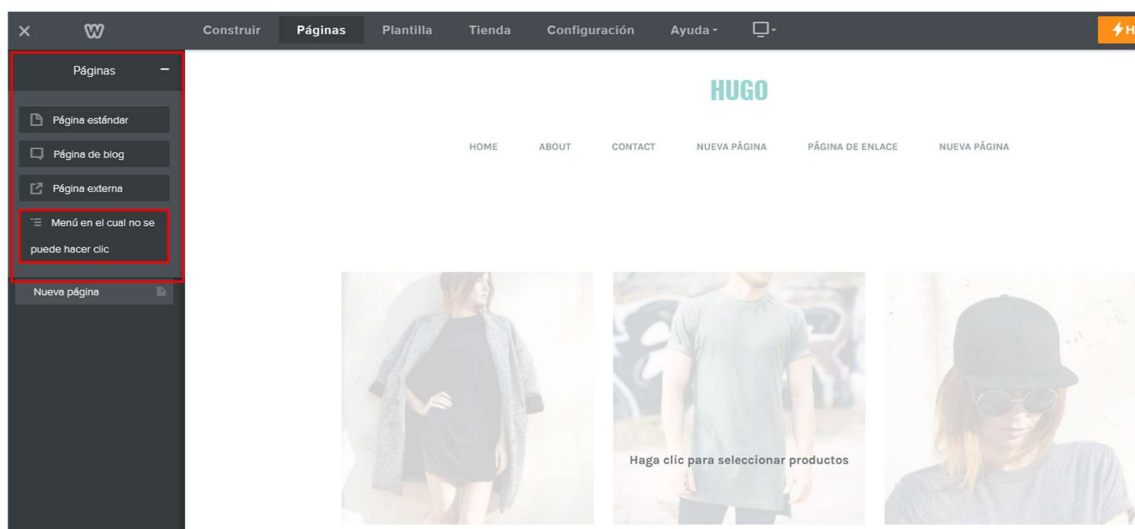 Construir Páginas Plantilla Tienda Configuración Ayuda
Páginas
Página estándar
Página de blog
Página externa
Menú en el cual no se
puede hacer clic
Nueva página
HUGO
HOME ABOUT CONTACT NUEVA PÁGINA PÁGINA DE ENLACE NUEVA PÁGINA
Haga clic para seleccionar productos